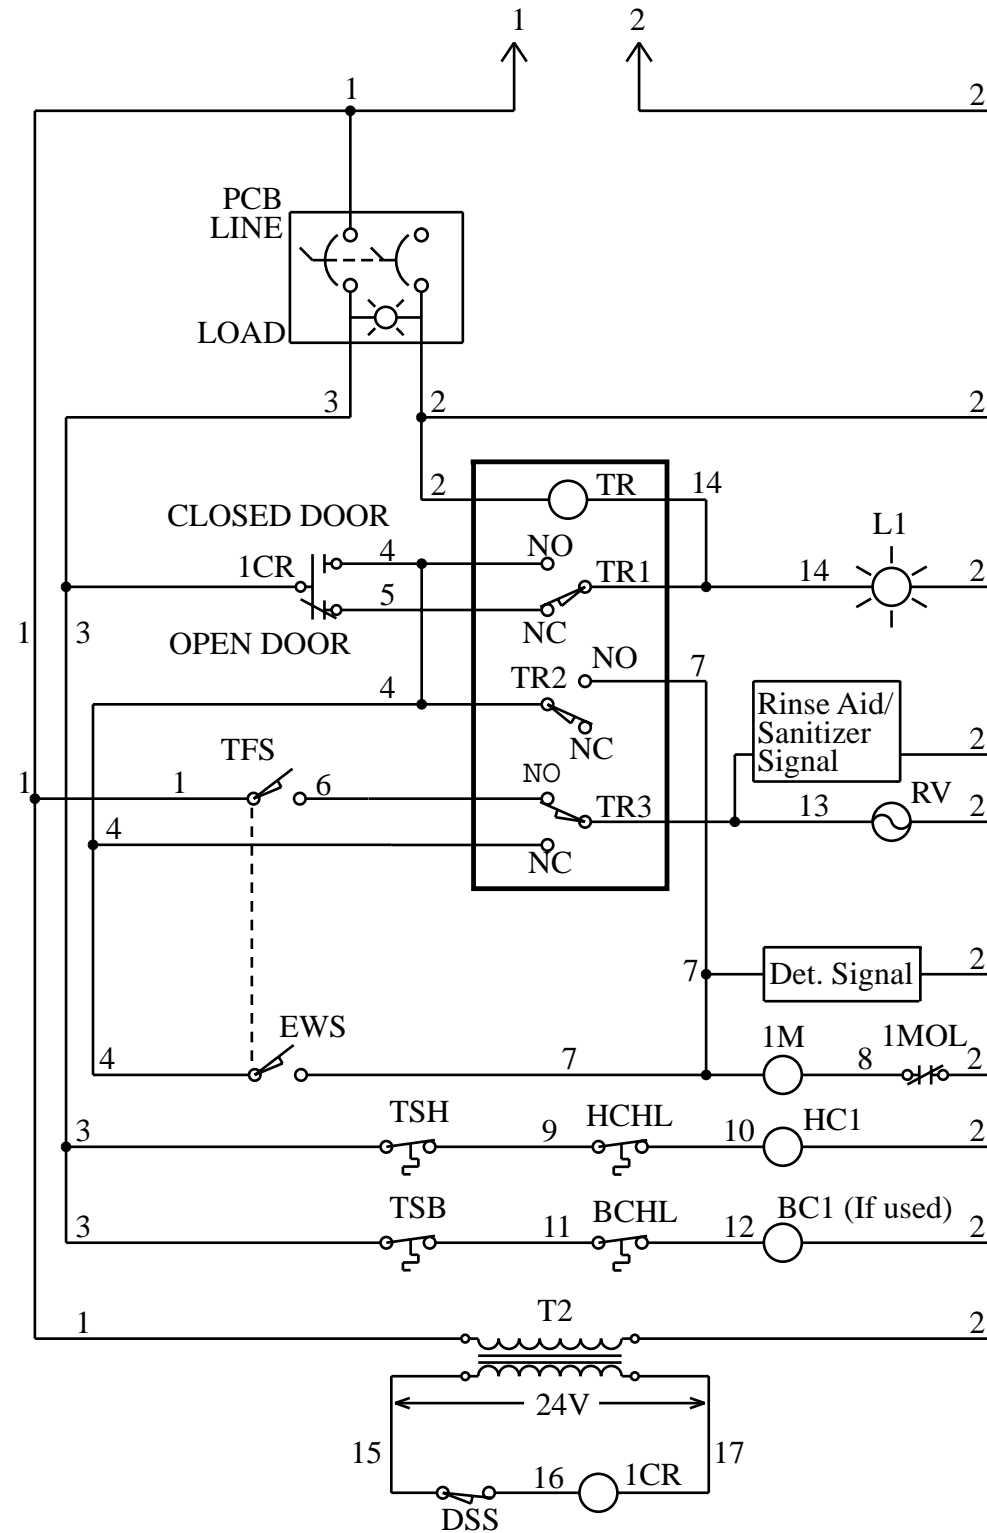 1 2
1 2
PCB
LINE
LOAD
3 2 2
2 TR 14
CLOSED DOOR
L1
1CR 4 NO
5 TR1 14 2
NC
1 3 OPEN DOOR
NO 7
4 TR2
NC
Rinse Aid/
Sanitizer
Signal 2
TFS
NO
1 1 6 TR3 13 RV 2
4
NC
7 Det. Signal 2
EWS 1M 1MOL
4 7 8 2
TSH HCHL HC1
3 9 10 2
TSB BCHL BC1 (If used)
3 11 12 2
T2
1 2
24V
15 17
16 1CR
DSS